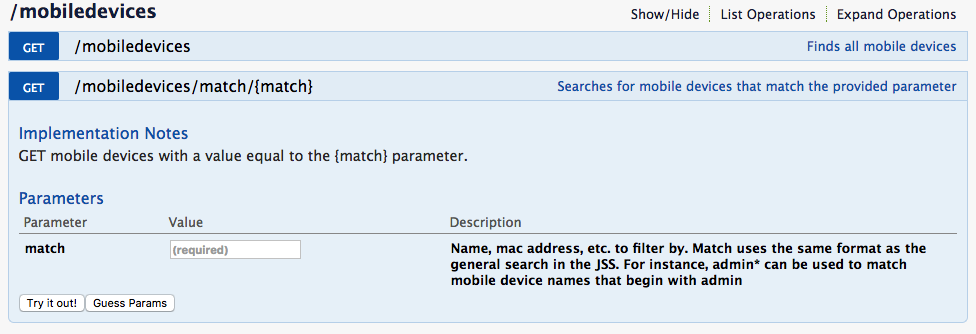 /mobiledevices
Show/Hide List Operations Expand Operations
GET /mobiledevices Finds all mobile devices
GET /mobiledevices/match/{match} Searches for mobile devices that match the provided parameter
Implementation Notes
GET mobile devices with a value equal to the {match} parameter.
Parameters
Parameter Value Description
match (required) Name, mac address, etc. to filter by. Match uses the same format as the
general search in the JSS. For instance, admin* can be used to match
mobile device names that begin with admin
Try it out! Guess Params